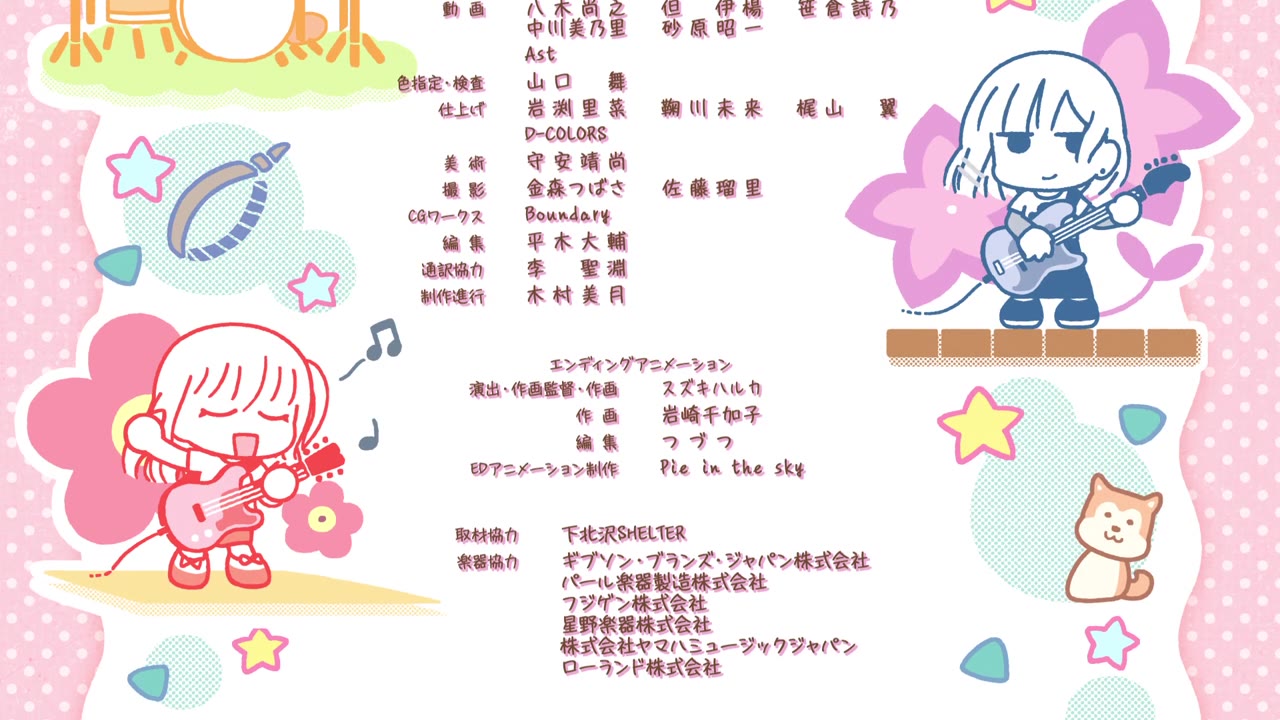 動画 八木尚之 但伊楊 笹倉詩乃
中川美乃里 砂原昭一
Ast
色指定・検査 山口舞
仕上げ 岩渕里菜 鞠川未来 梶山翼
D-COLORS
美術 守安靖尚
撮影 金森つばさ 佐藤瑠里
CGワークス Boundary
編集 平木大輔
通訳協力 李聖淵
制作進行 木村美月
エンディングアニメーション
演出・作画監督・作画 スズキハルカ
作画 岩崎千加子
編集 つづつ
EDアニメーション制作 Pie in the sky
取材協力 下北沢SHELTER
楽器協力 ギブソン・ブランズ・ジャパン株式会社
パール楽器製造株式会社
フジゲン株式会社
星野楽器株式会社
株式会社ヤマハミュージックジャパン
ローランド株式会社